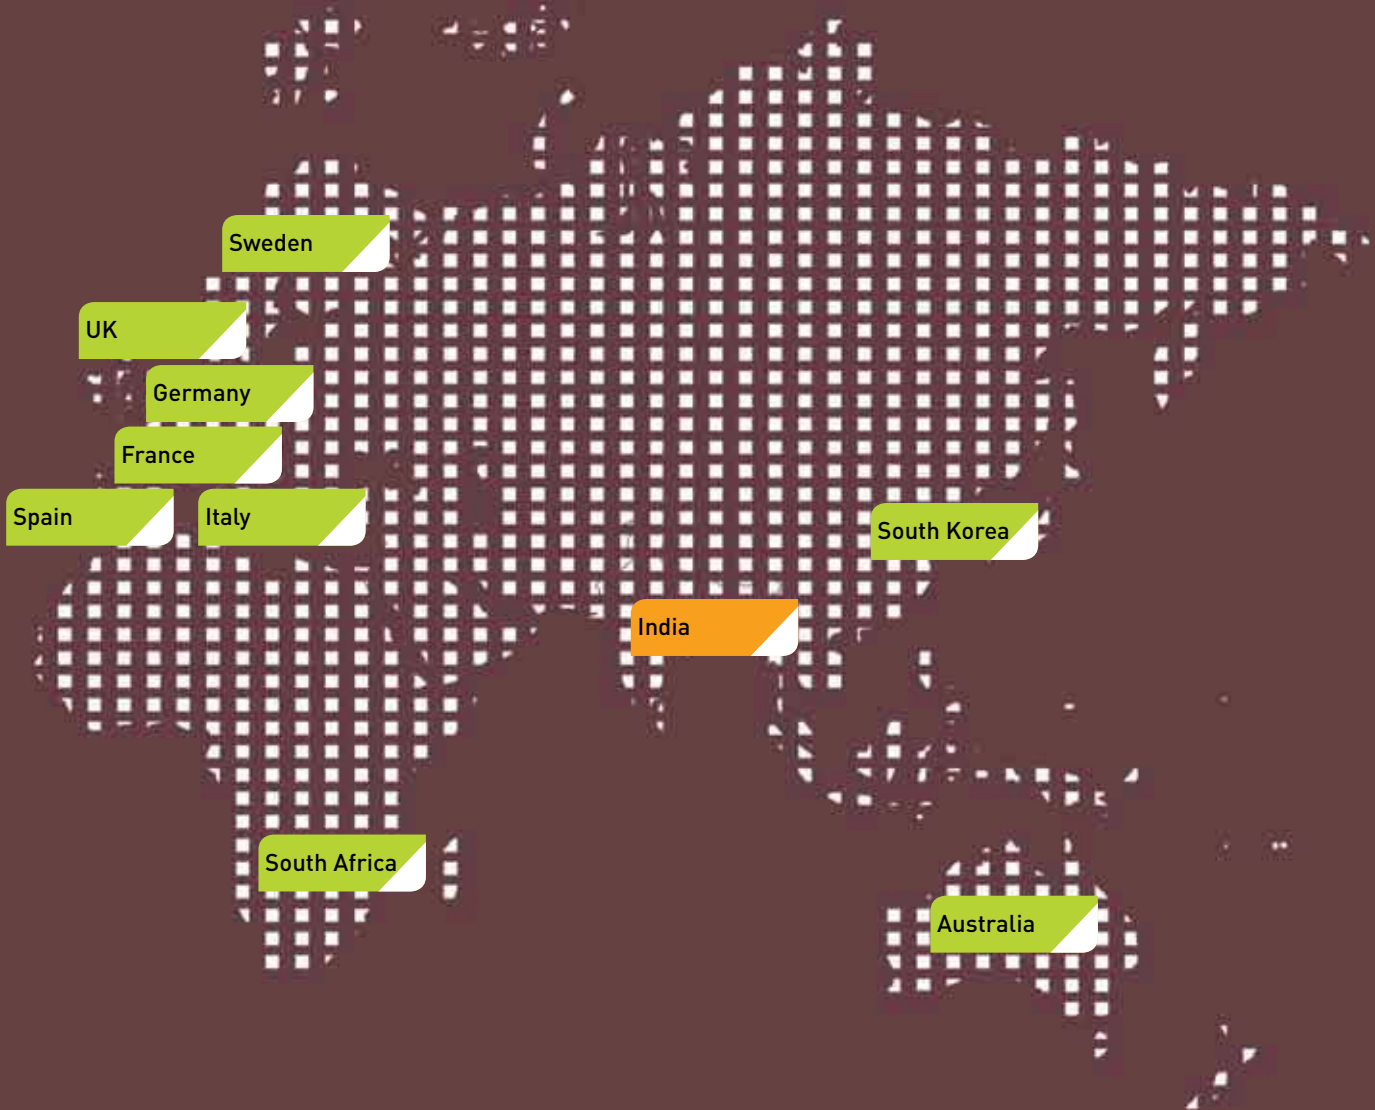 Sweden
UK
Germany
France
Spain
Italy
South Korea
India
South Africa
Australia